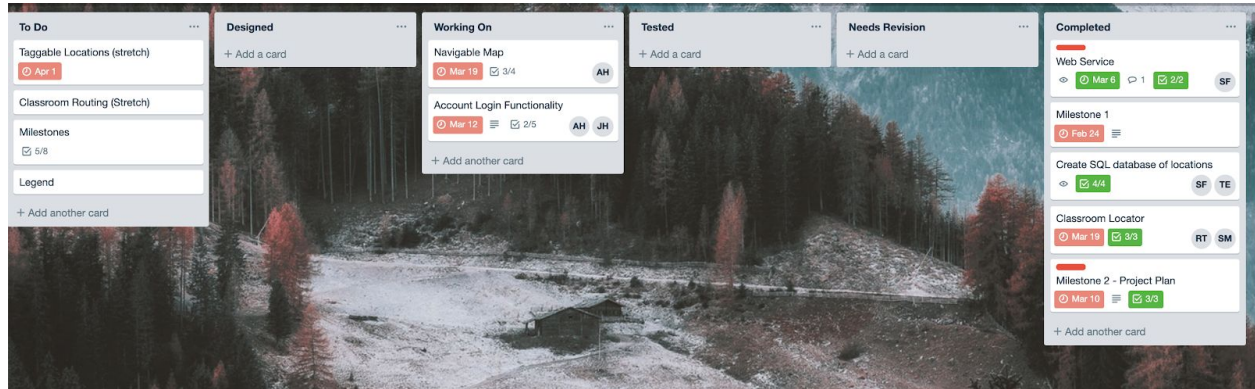 To Do
Taggable Locations (stretch)
Apr 1
Classroom Routing (Stretch)
Milestones
5/8
Legend
+ Add another card
Designed
+ Add a card
Working On
Navigable Map
Mar 19 3/4 AH
Account Login Functionality
Mar 12 2/5 AH JH
+ Add another card
Tested
+ Add a card
Needs Revision
+ Add a card
Completed
Web Service
Mar 6 1 2/2 SF
Milestone 1
Feb 24
Create SQL database of locations
4/4 SF TE
Classroom Locator
Mar 19 3/3 RT SM
Milestone 2 - Project Plan
Mar 10 3/3
+ Add another card